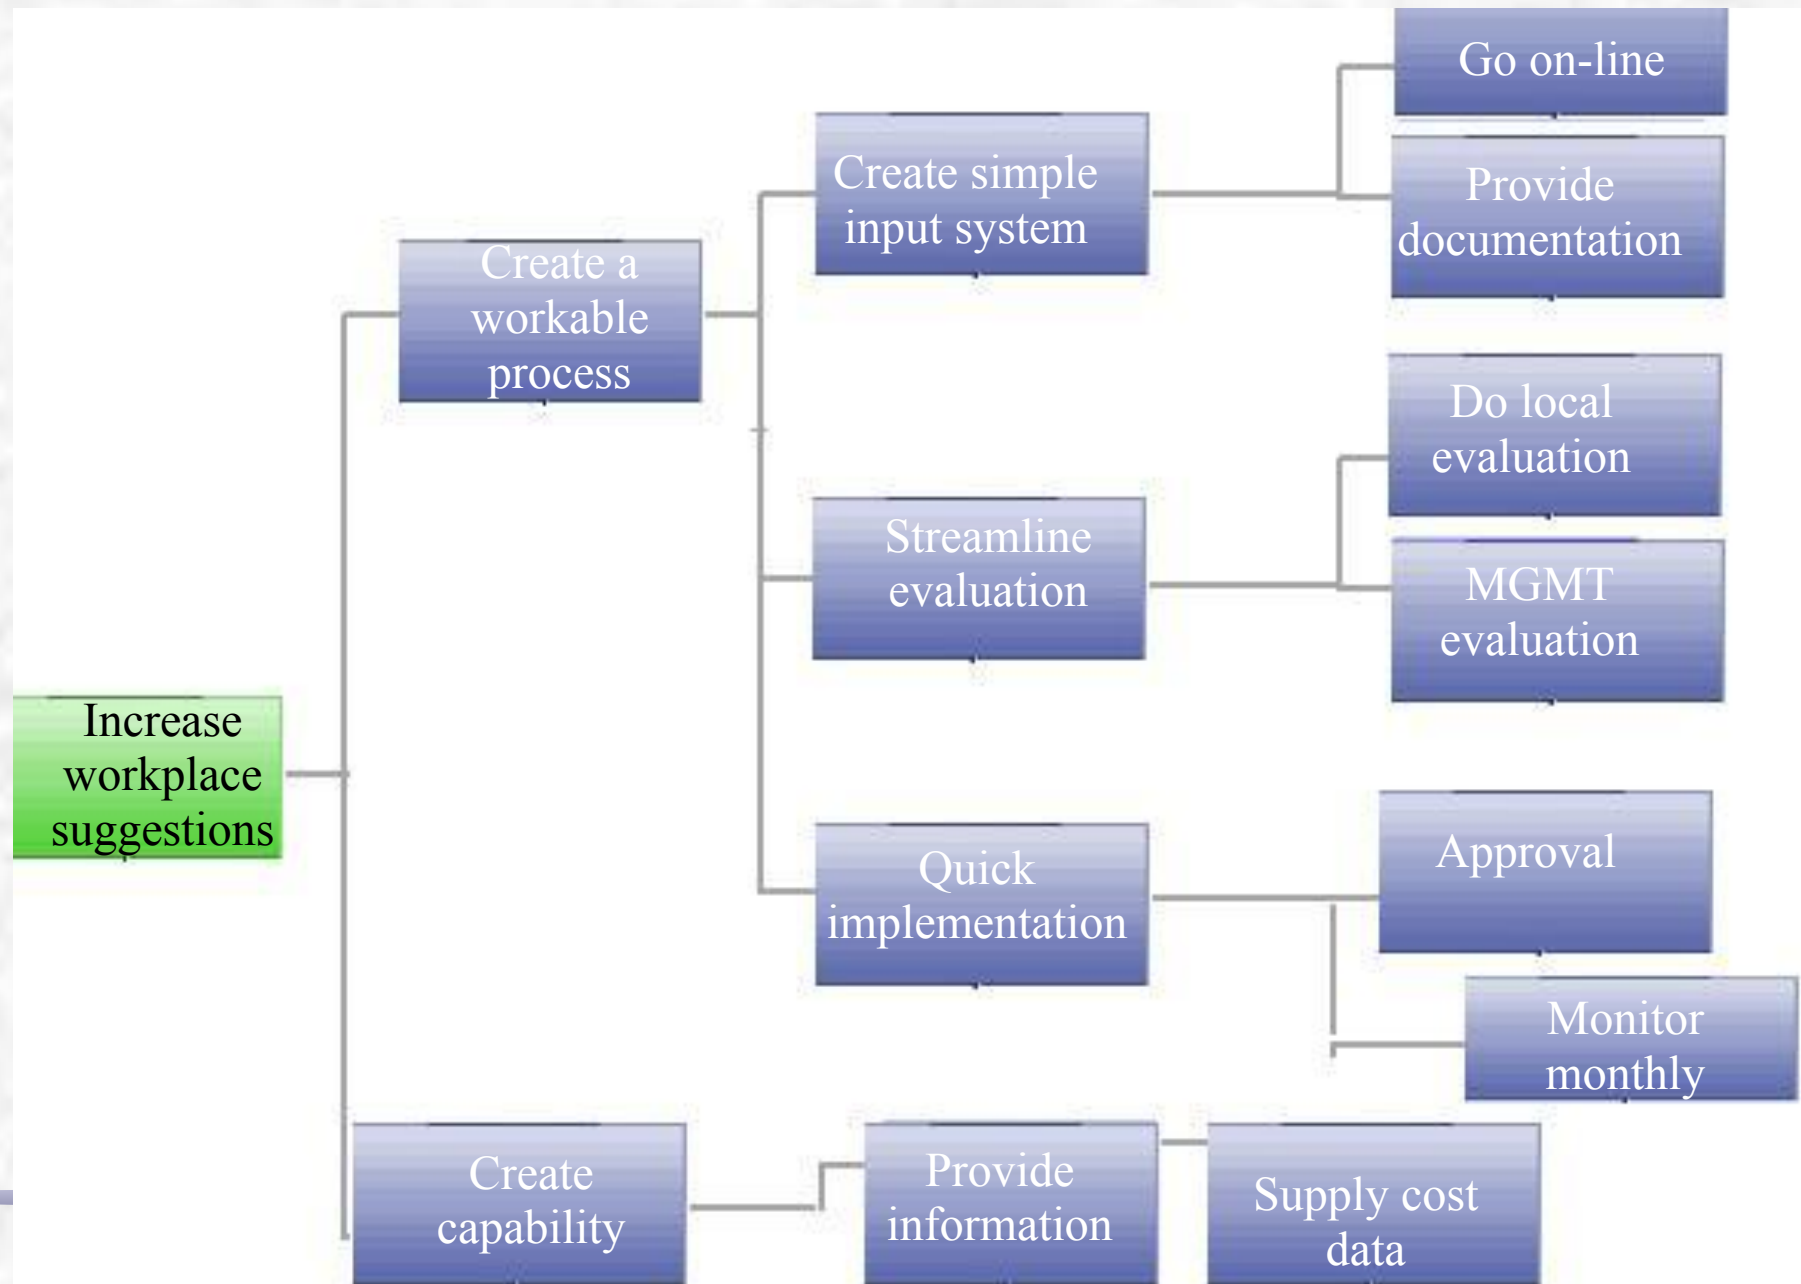 Go on-line
Create simple
input system
Provide
documentation
Create a
workable
process
Do local
evaluation
Streamline
evaluation
MGMT
evaluation
Increase
workplace
suggestions
Quick
implementation
Approval
Monitor
monthly
Create
capability
Provide
information
Supply cost
data